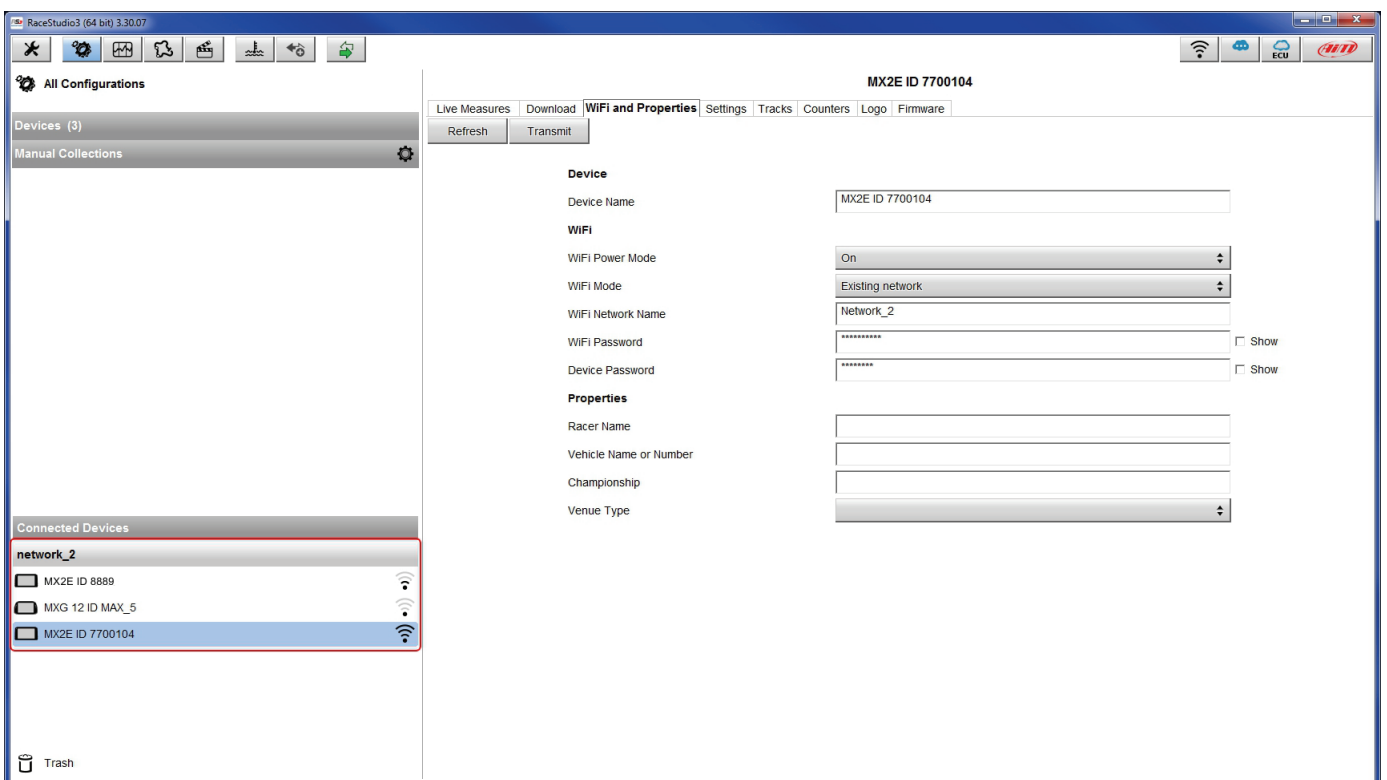 RaceStudio3 (64 bit) 3.30.07
ECU
AiM
All Configurations
MX2E ID 7700104
Live Measures Download WiFi and Properties Settings Tracks Counters Logo Firmware
Devices (3)
Refresh Transmit
Manual Collections
Device
Device Name MX2E ID 7700104
WiFi
WiFi Power Mode On
WiFi Mode Existing network
WiFi Network Name Network_2
WiFi Password ********** Show
Device Password ******** Show
Properties
Racer Name
Vehicle Name or Number
Championship
Venue Type
Connected Devices
network_2
MX2E ID 8889
MXG 12 ID MAX_5
MX2E ID 7700104
Trash